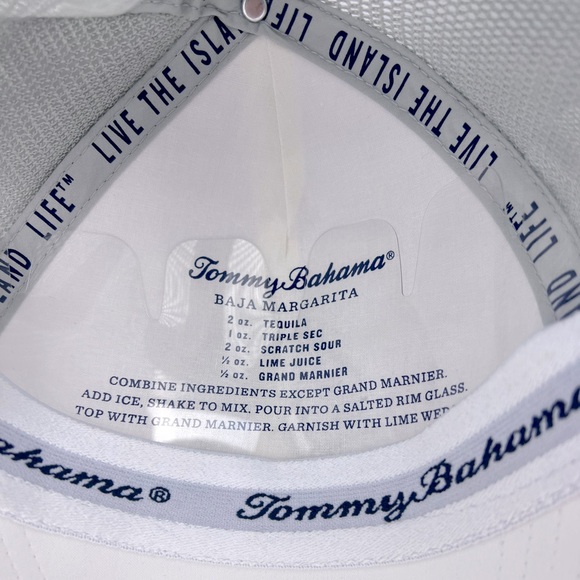 LIVE THE ISLAND LIFE
LIVE THE ISLAND LIFE™
LAND LIFE™
Tommy Bahama®
BAJA MARGARITA
2 oz. TEQUILA
1 oz. TRIPLE SEC
2 oz. SCRATCH SOUR
½ oz. LIME JUICE
½ oz. GRAND MARNIER
COMBINE INGREDIENTS EXCEPT GRAND MARNIER.
ADD ICE, SHAKE TO MIX. POUR INTO A SALTED RIM GLASS.
TOP WITH GRAND MARNIER. GARNISH WITH LIME
Bahama®
Tommy Bahama